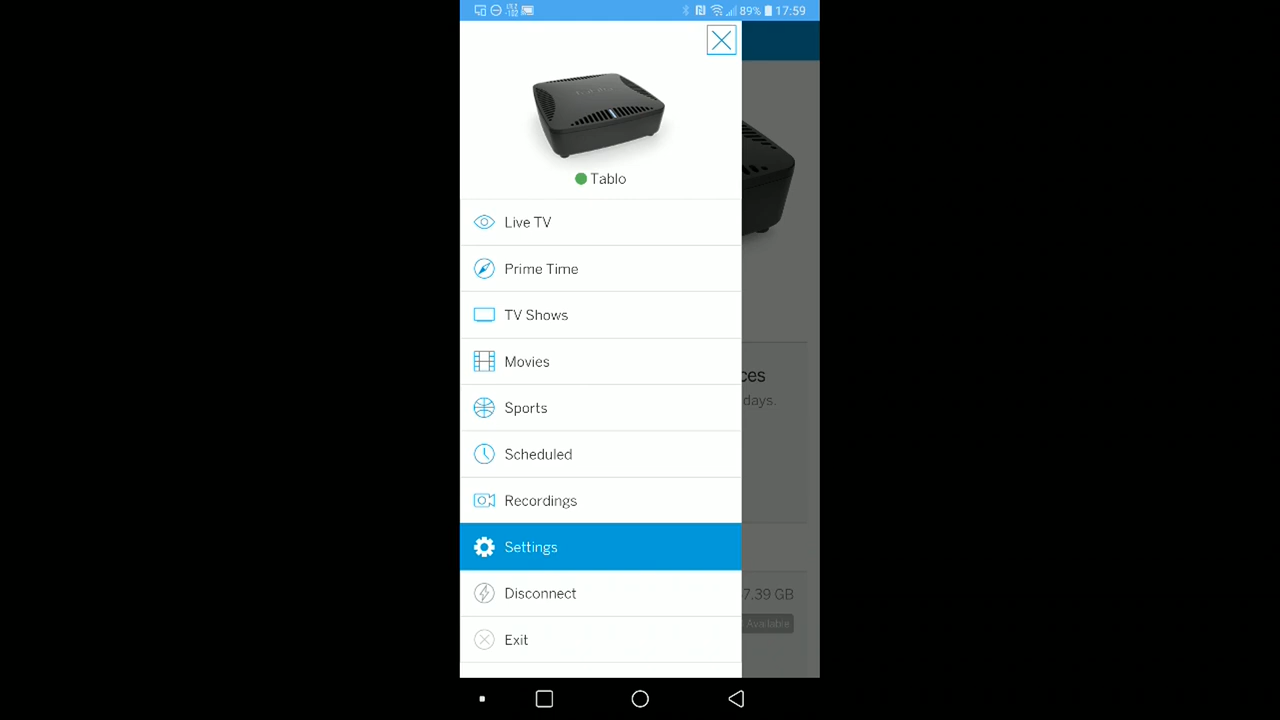 89% 17:59
Tablo
Live TV
Prime Time
TV Shows
Movies
Sports
Scheduled
Recordings
Settings
Disconnect
Exit
ces
days.
7.39 GB
Available